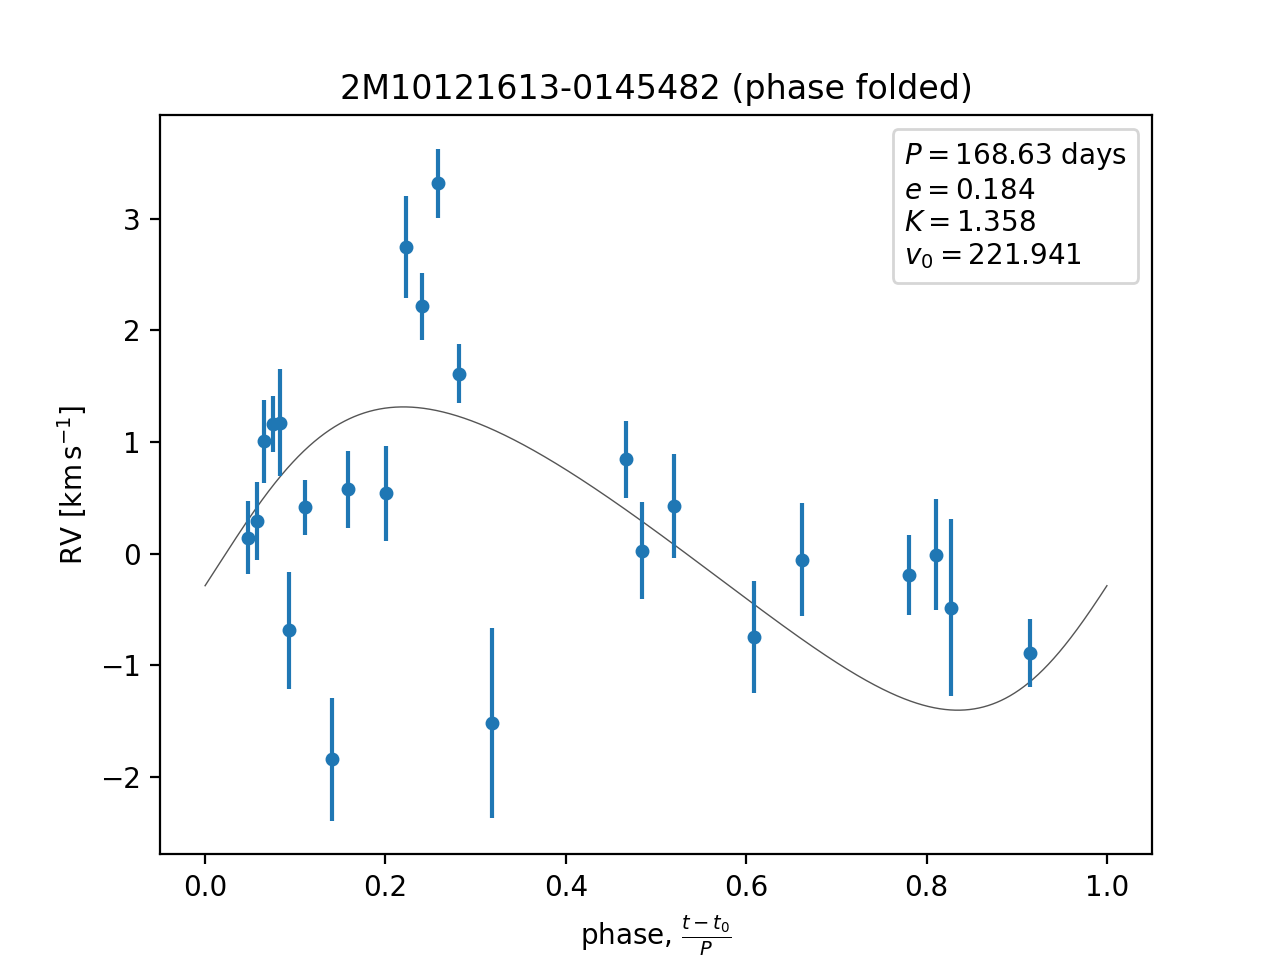 2M10121613-0145482 (phase folded)
P = 168.63 days
e = 0.184
K = 1.358
v₀ = 221.941
3
2
1
0
−1
−2
RV [km s⁻¹]
0.0 0.2 0.4 0.6 0.8 1.0
phase, (t − t₀)/P